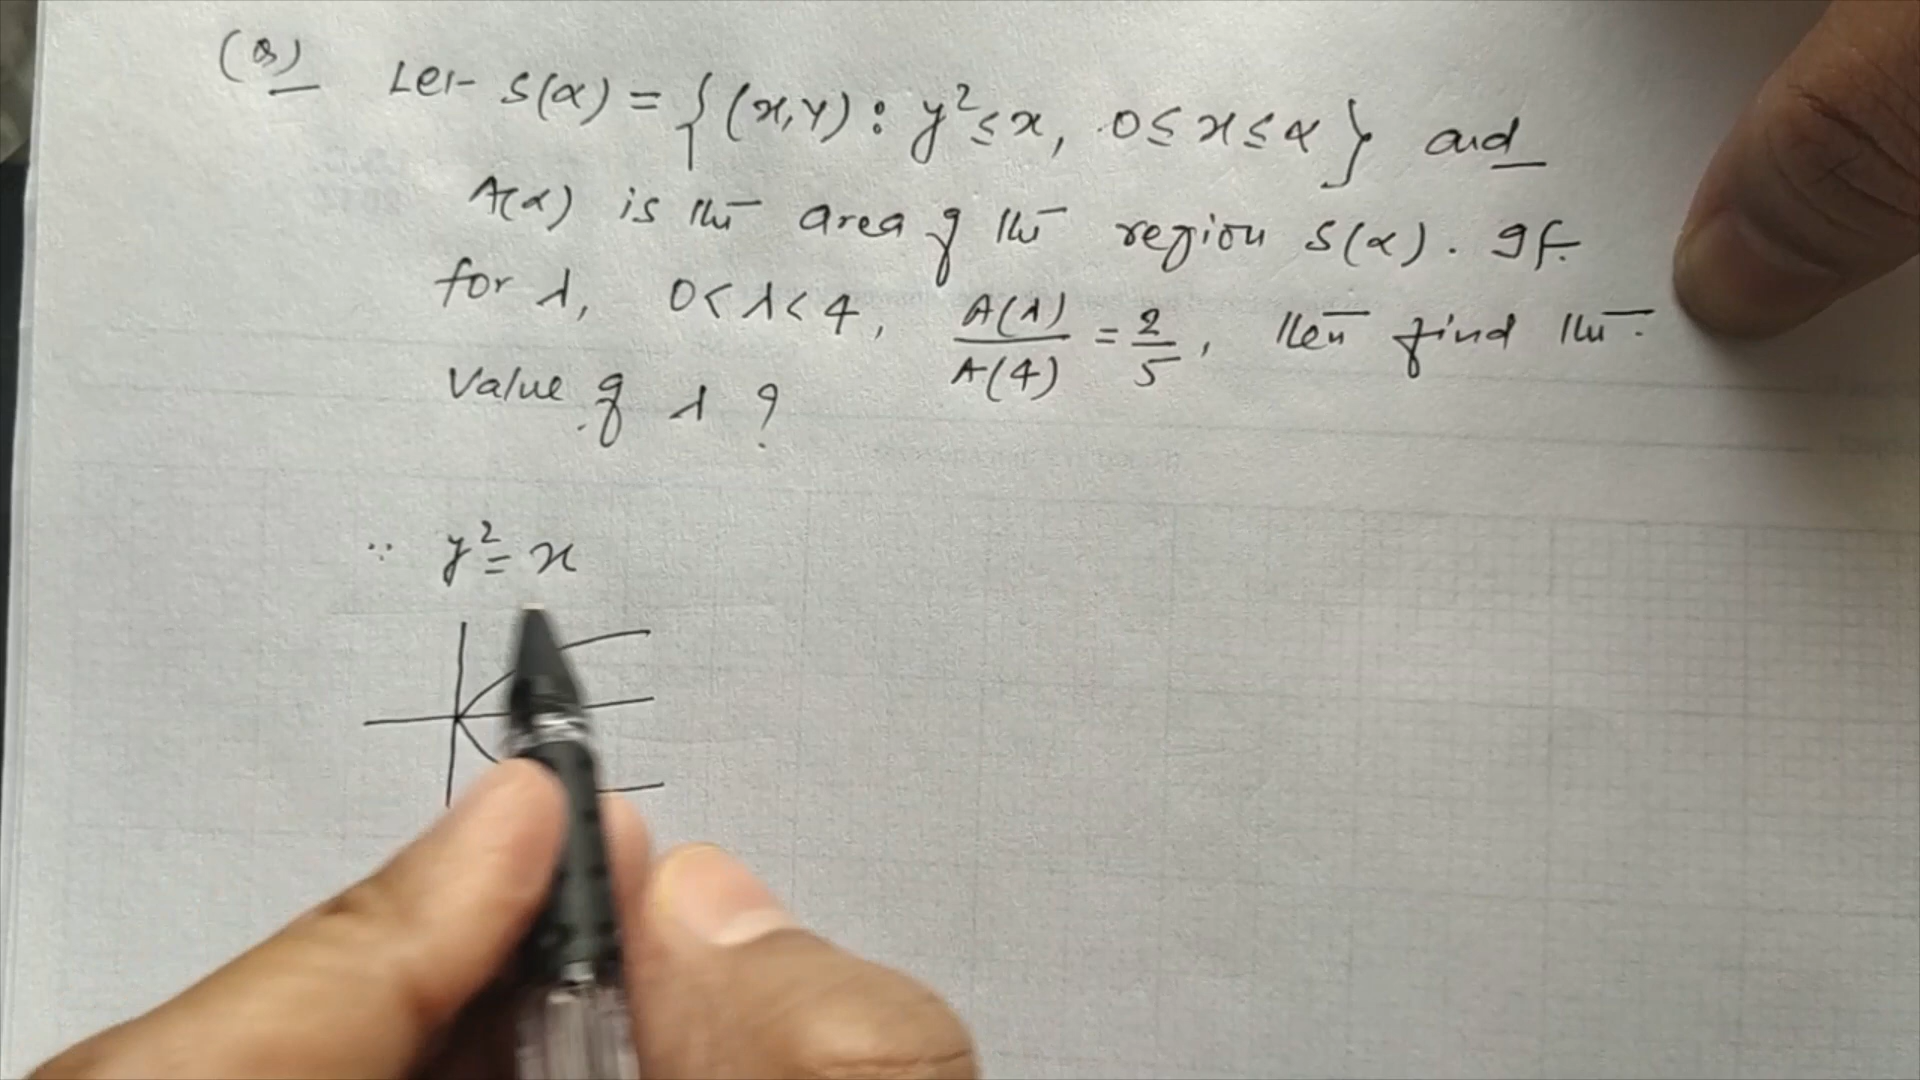 (Q) Let S(α) = {(x,y) : y² ≤ x, 0 ≤ x ≤ α} and
A(α) is the area of the region S(α). If
for λ, 0 < λ < 4, A(λ)/A(4) = 2/5, then find the
value of λ ?
∵ y² = x